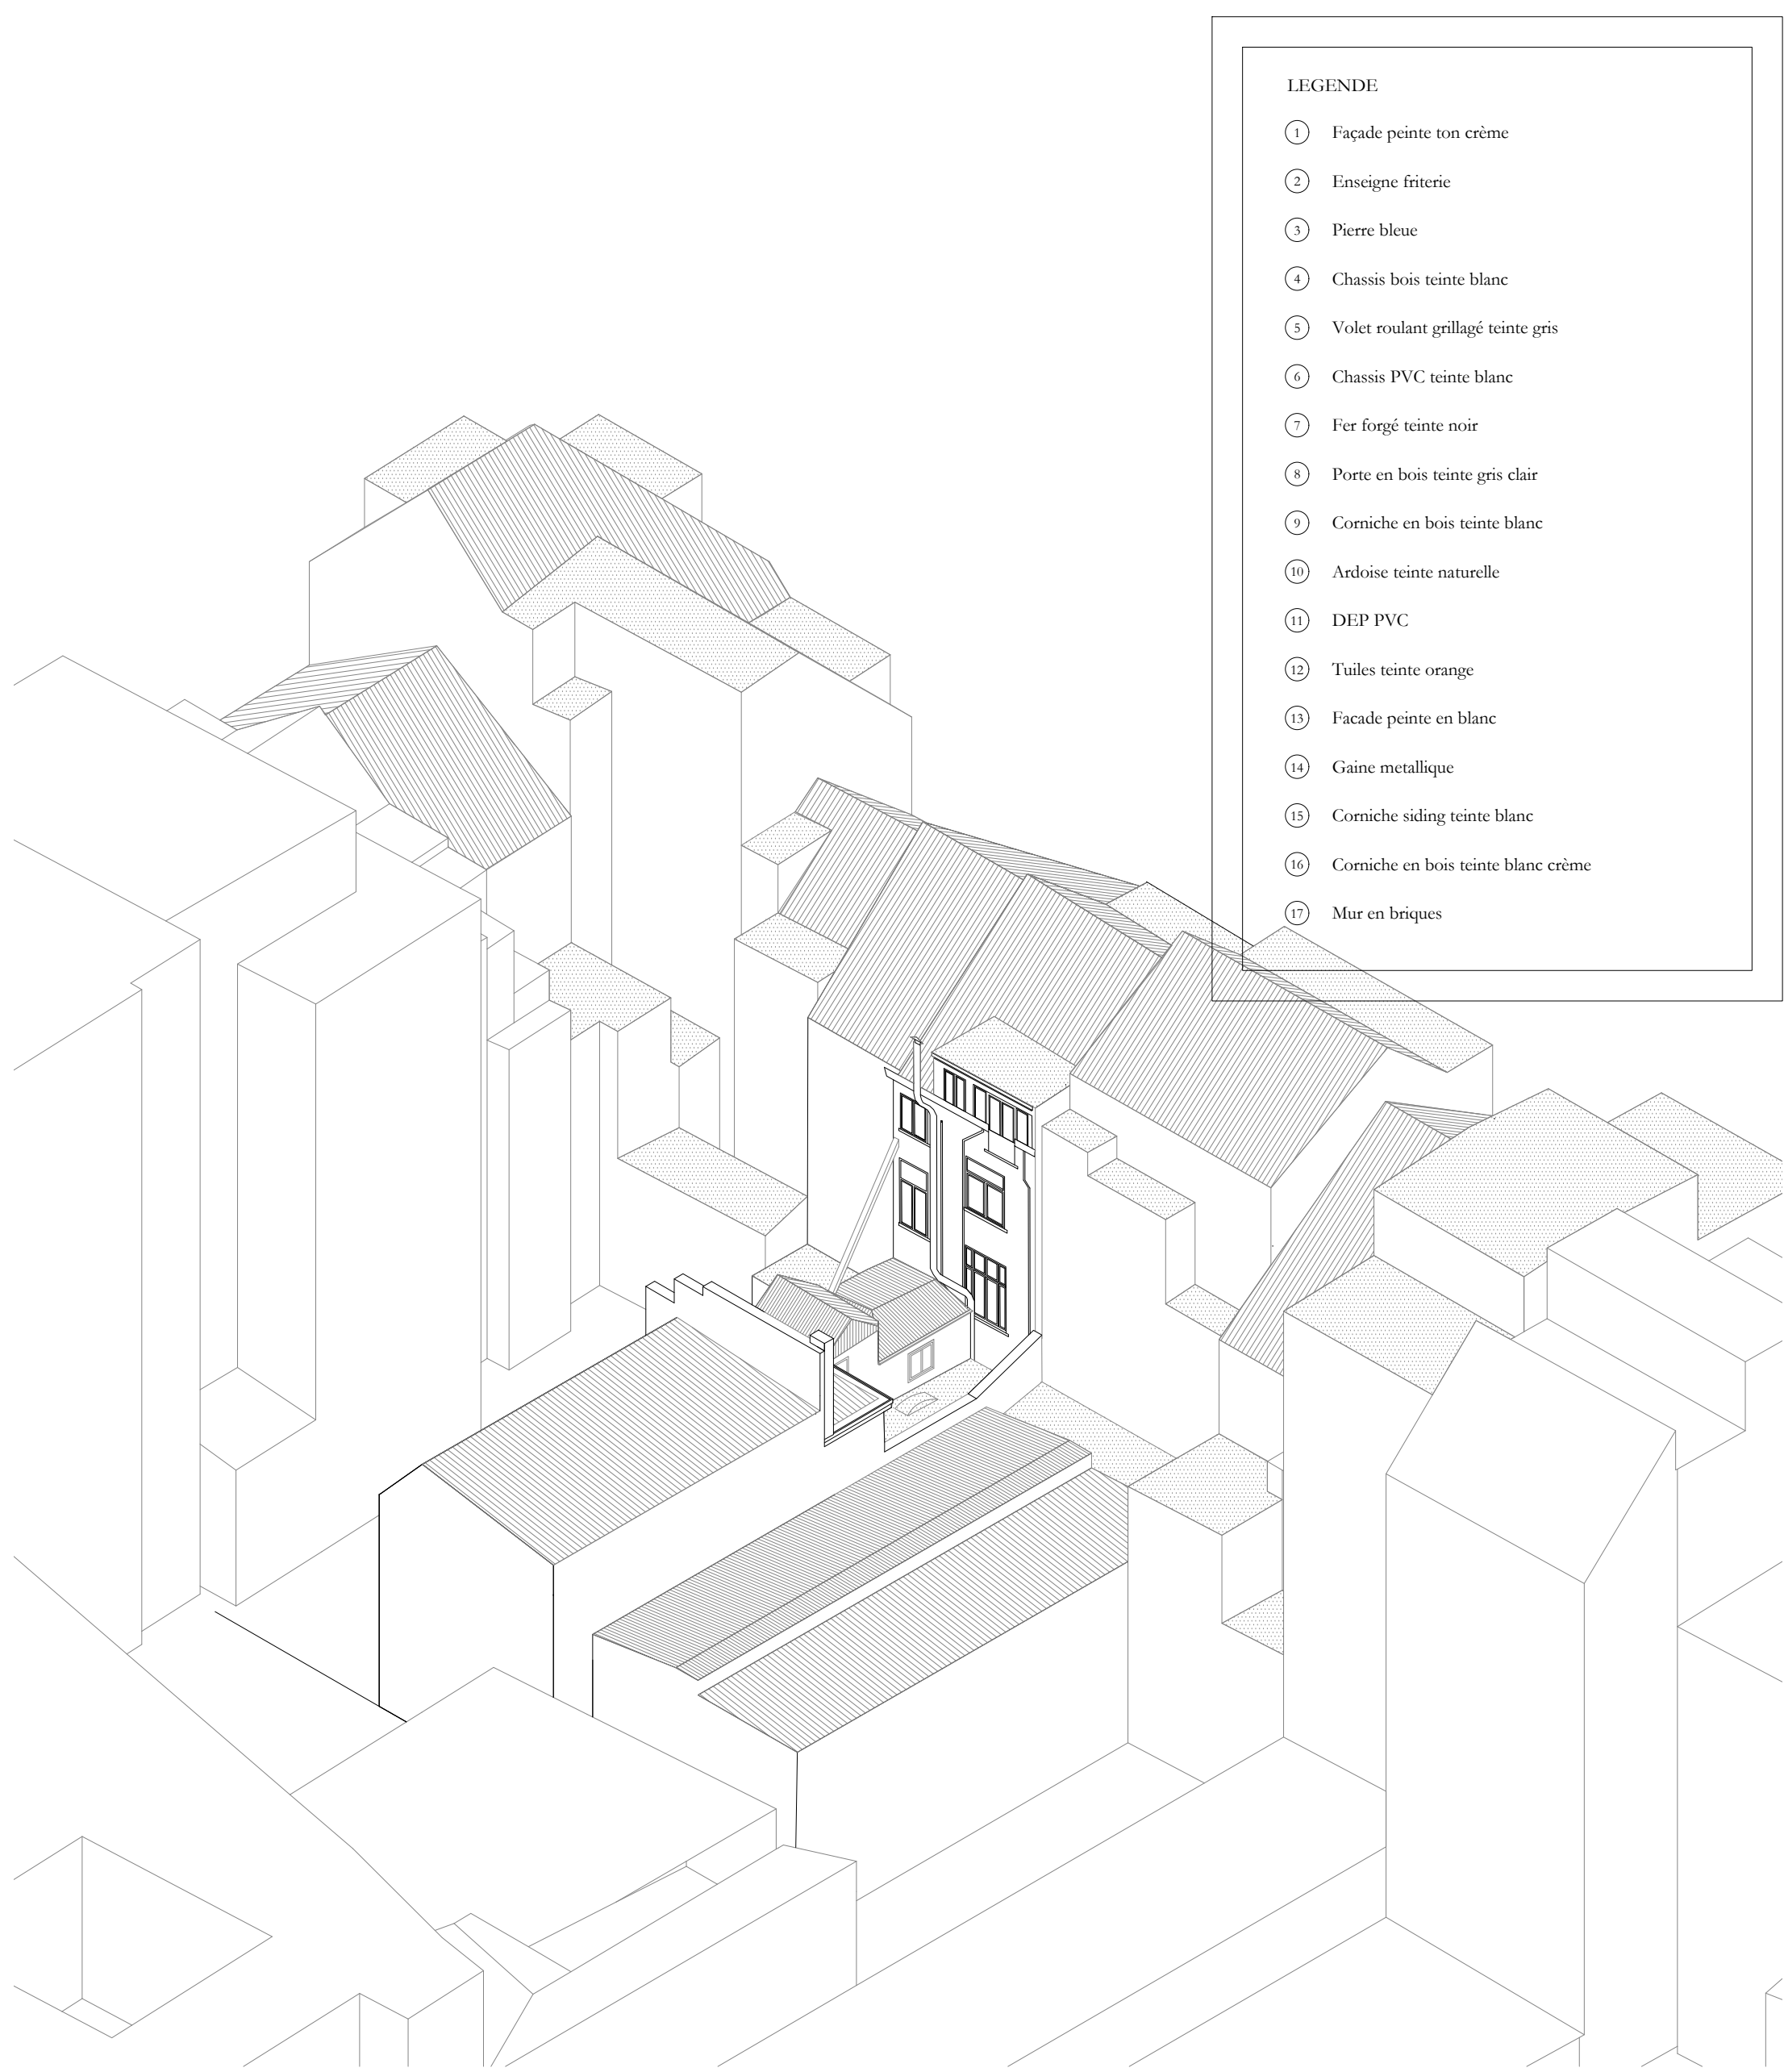 LEGENDE
1 Façade peinte ton crème
2 Enseigne friterie
3 Pierre bleue
4 Chassis bois teinte blanc
5 Volet roulant grillagé teinte gris
6 Chassis PVC teinte blanc
7 Fer forgé teinte noir
8 Porte en bois teinte gris clair
9 Corniche en bois teinte blanc
10 Ardoise teinte naturelle
11 DEP PVC
12 Tuiles teinte orange
13 Facade peinte en blanc
14 Gaine metallique
15 Corniche siding teinte blanc
16 Corniche en bois teinte blanc crème
17 Mur en briques